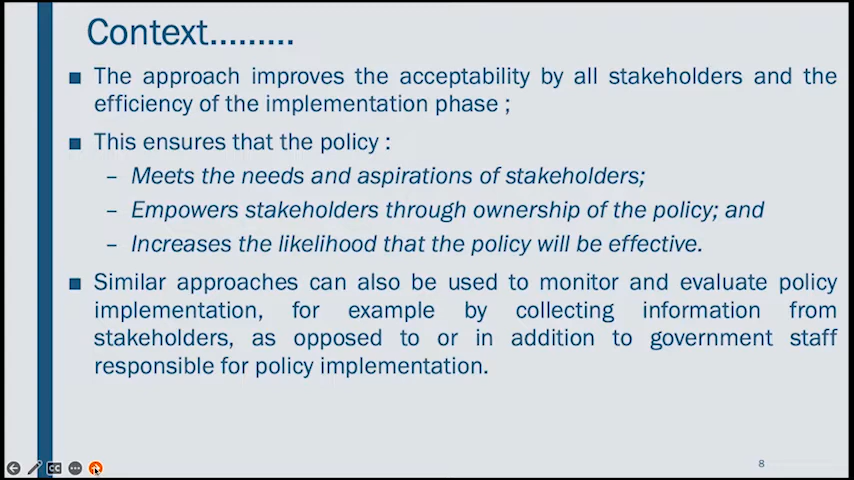 Context.........
■ The approach improves the acceptability by all stakeholders and the
efficiency of the implementation phase ;
■ This ensures that the policy :
– Meets the needs and aspirations of stakeholders;
– Empowers stakeholders through ownership of the policy; and
– Increases the likelihood that the policy will be effective.
■ Similar approaches can also be used to monitor and evaluate policy
implementation, for example by collecting information from
stakeholders, as opposed to or in addition to government staff
responsible for policy implementation.
CC
8